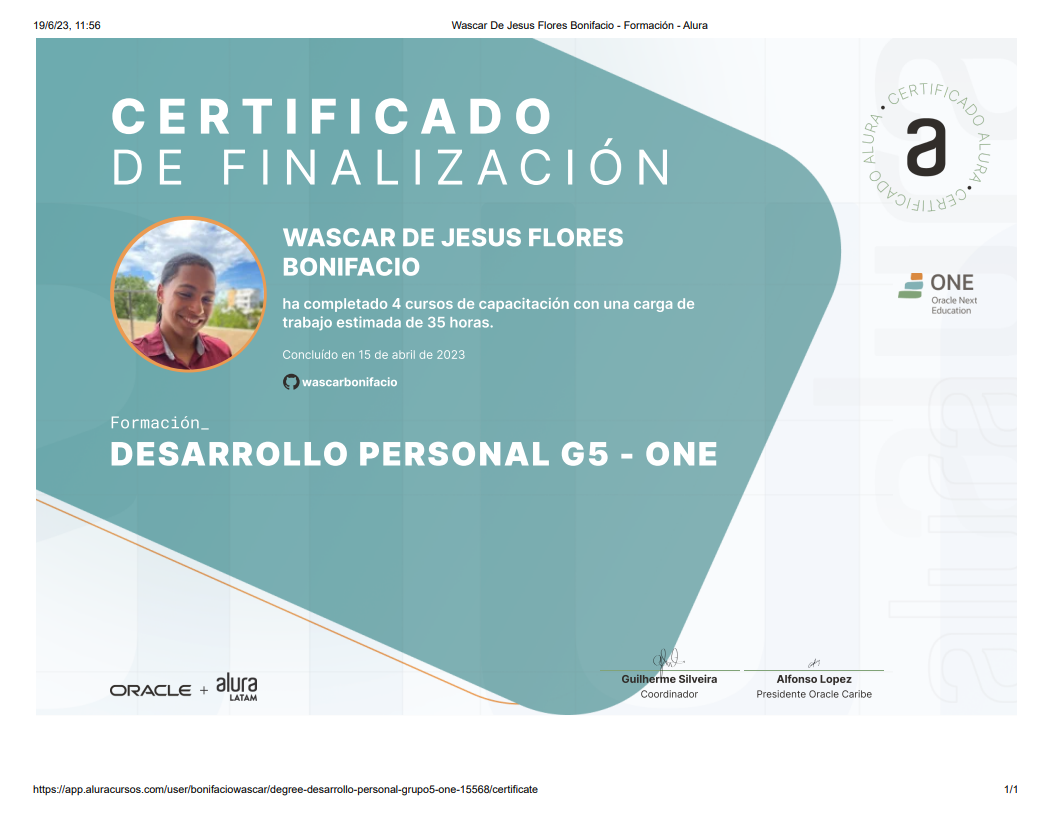 19/6/23, 11:56
Wascar De Jesus Flores Bonifacio - Formación - Alura
CERTIFICADO
DE FINALIZACIÓN
CERTIFICADO ALURA • CERTIFICADO ALURA •
a
WASCAR DE JESUS FLORES
BONIFACIO
ha completado 4 cursos de capacitación con una carga de
trabajo estimada de 35 horas.
Concluído en 15 de abril de 2023
wascarbonifacio
ONE
Oracle Next
Education
Formación_
DESARROLLO PERSONAL G5 - ONE
alura
alura
ORACLE + alura
LATAM
Guilherme Silveira
Coordinador
Alfonso Lopez
Presidente Oracle Caribe
https://app.aluracursos.com/user/bonifaciowascar/degree-desarrollo-personal-grupo5-one-15568/certificate
1/1